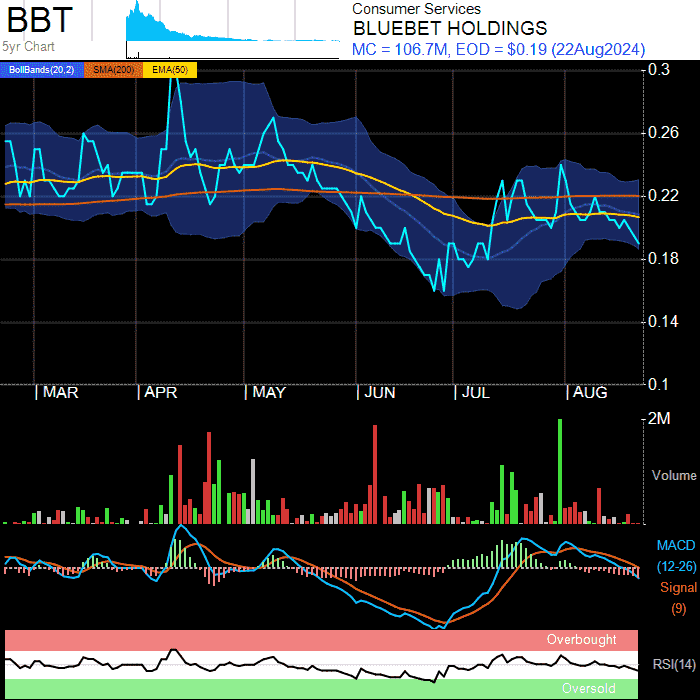 BBT
Consumer Services
BLUEBET HOLDINGS
5yr Chart
MC = 106.7M, EOD = $0.19 (22Aug2024)
BollBands(20,2) SMA(200) EMA(50)
0.3
0.26
0.22
0.18
0.14
0.1
| MAR | APR | MAY | JUN | JUL | AUG
2M
Volume
MACD
(12-26)
Signal
(9)
Overbought
RSI(14)
Oversold